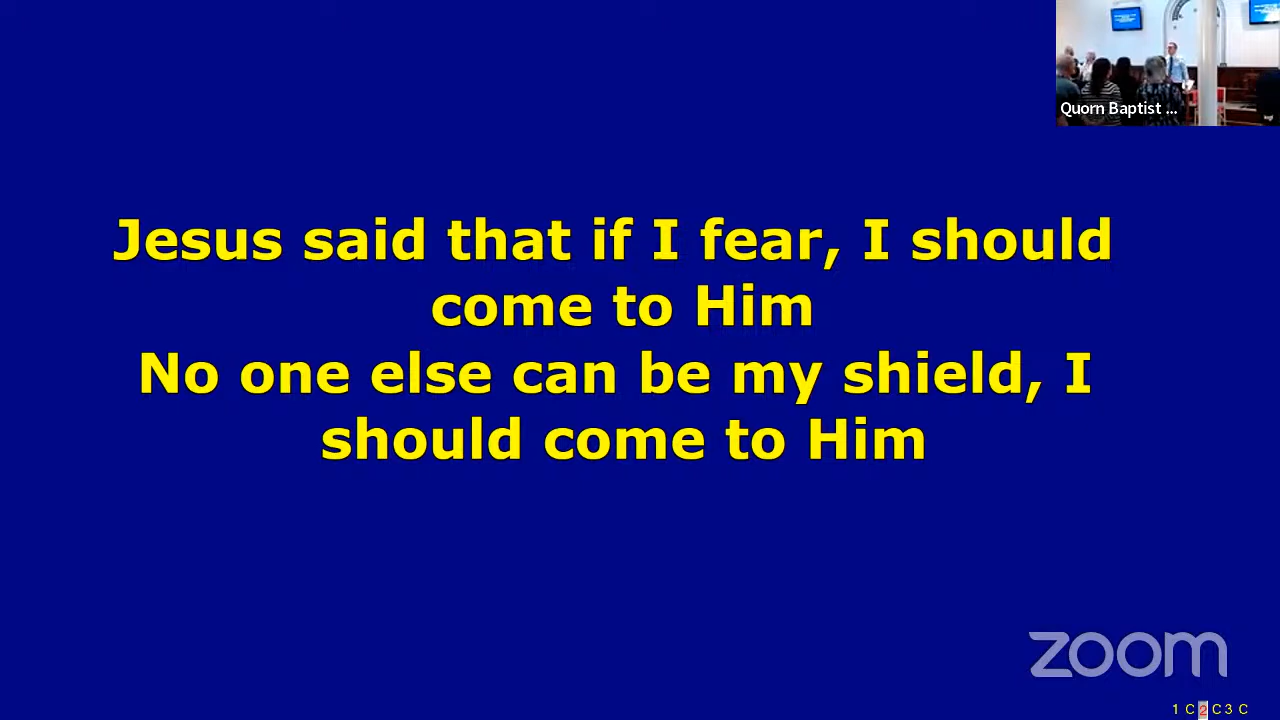 Quorn Baptist ...
Jesus said that if I fear, I should
come to Him
No one else can be my shield, I
should come to Him
zoom
1 C 2 C 3 C